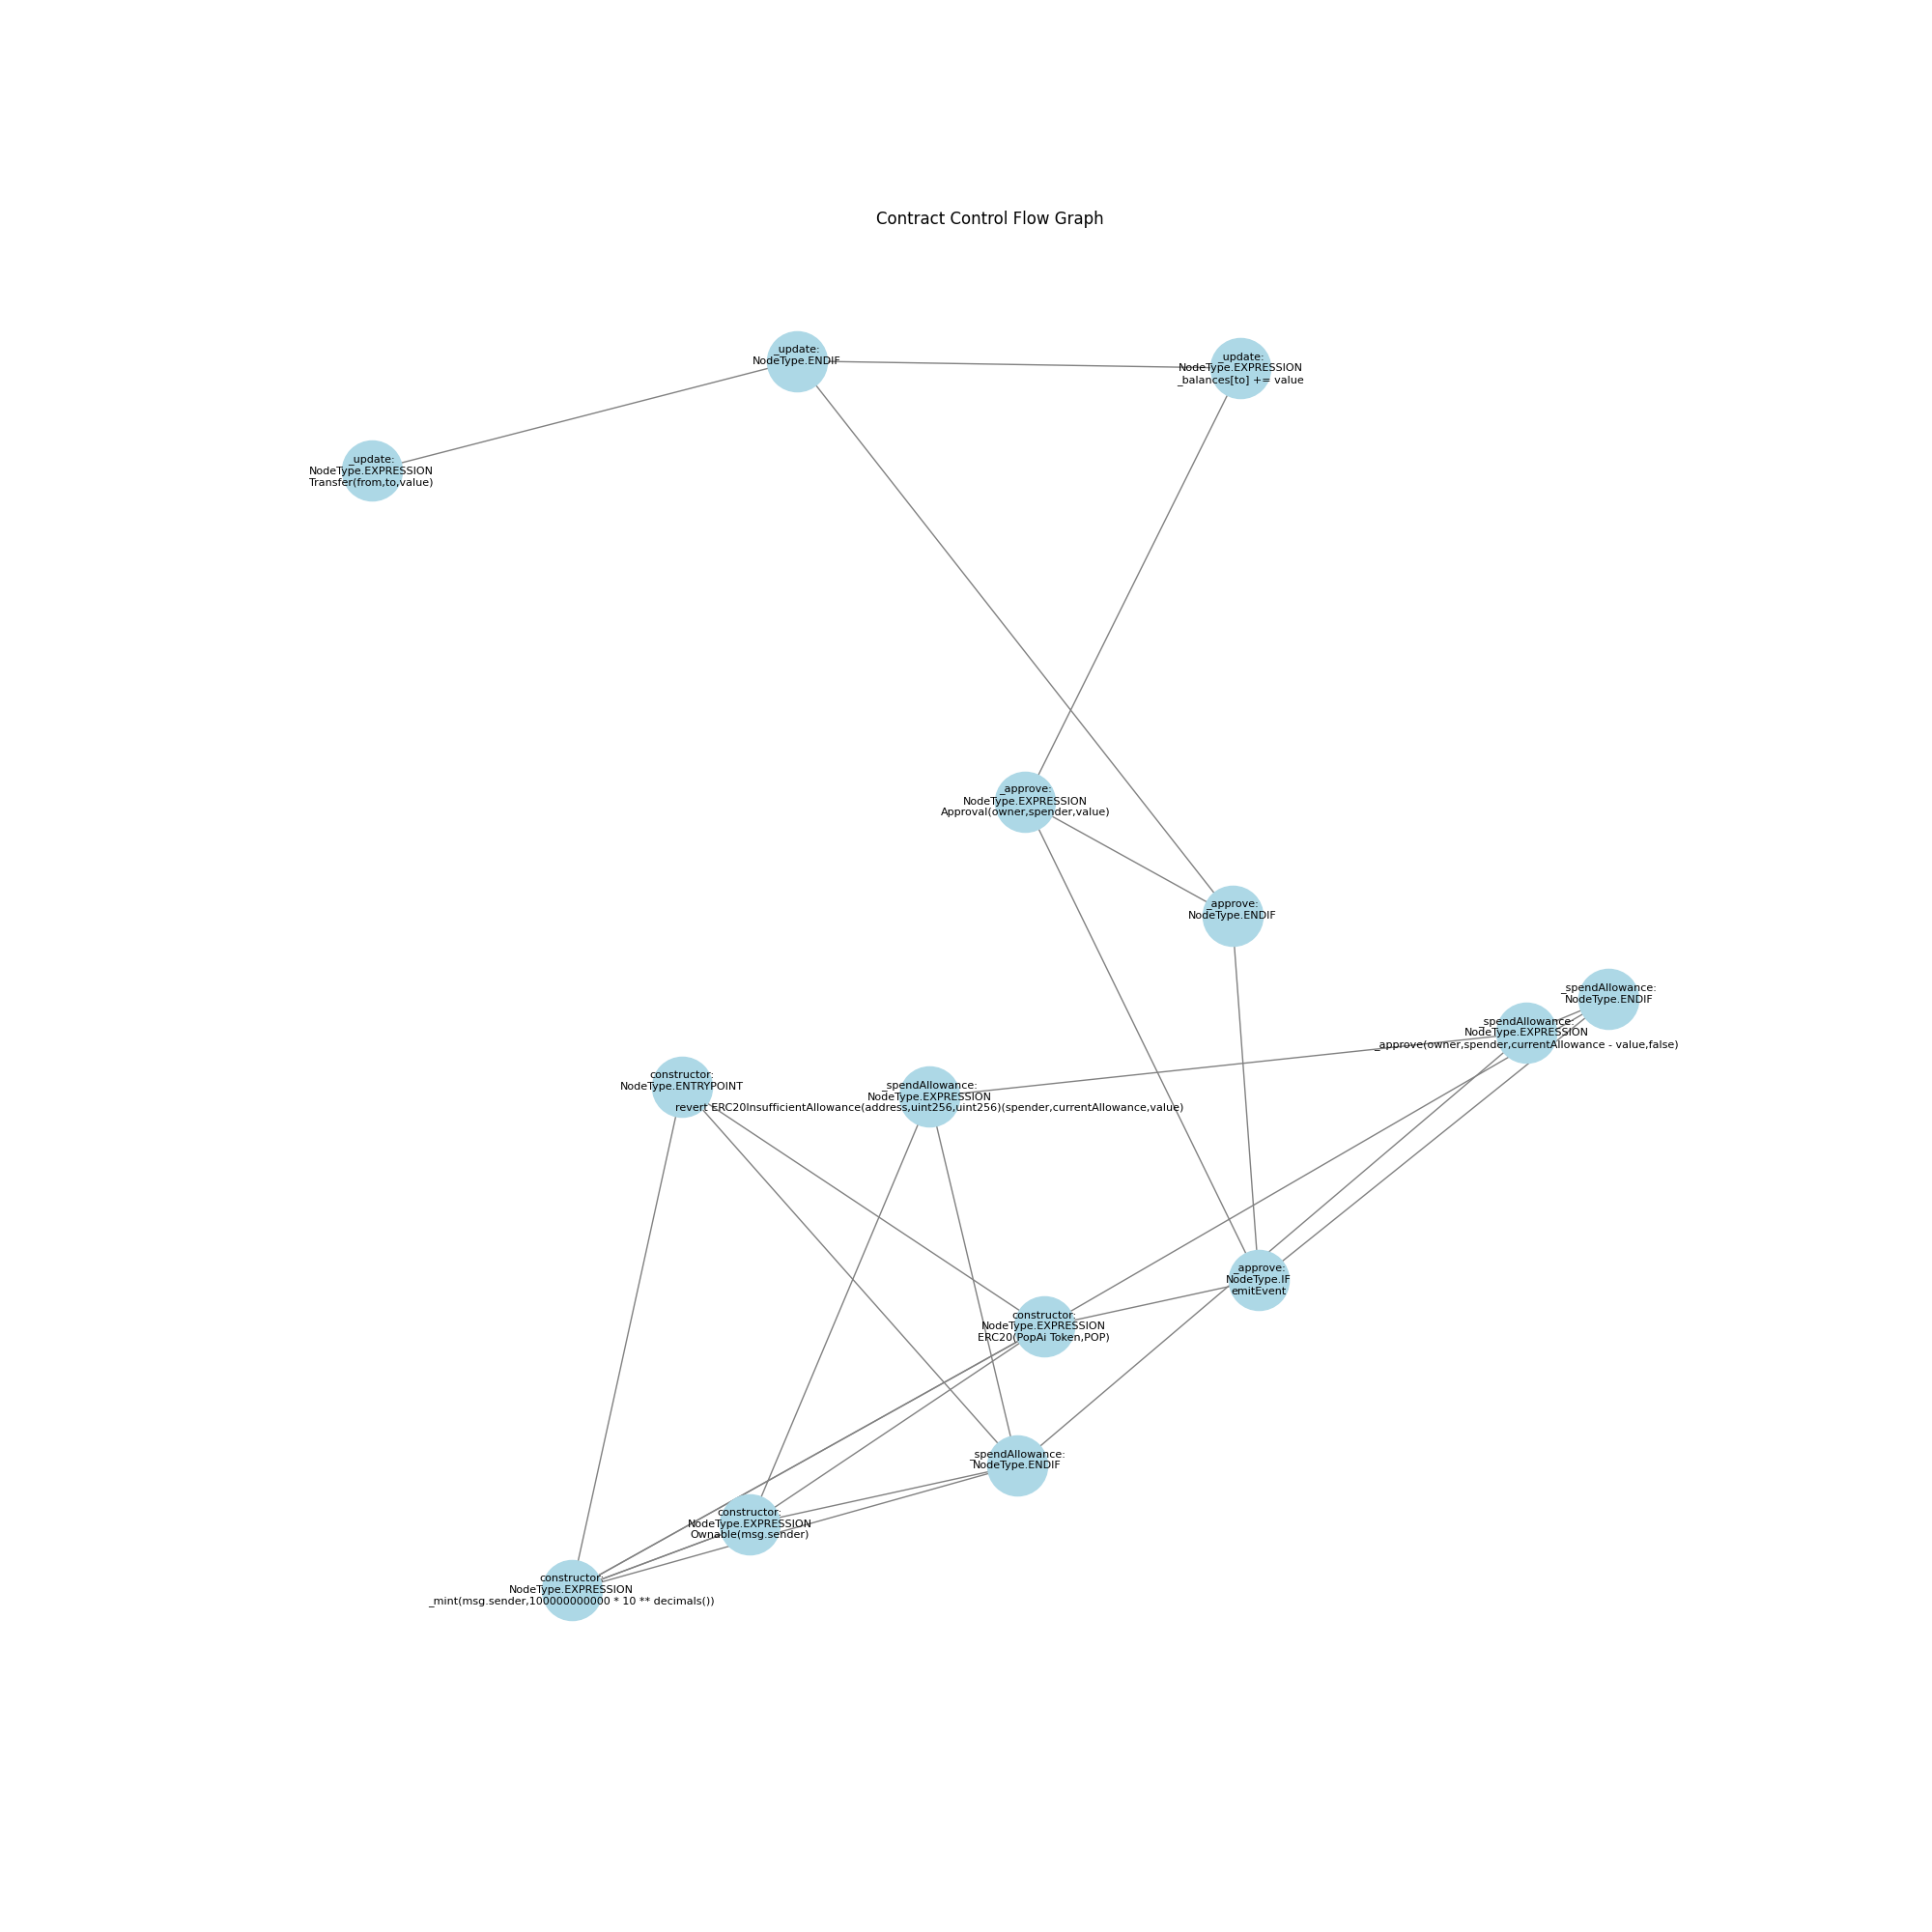 Contract Control Flow Graph
_update:
NodeType.ENDIF
_update:
NodeType.EXPRESSION
_balances[to] += value
_update:
NodeType.EXPRESSION
Transfer(from,to,value)
_approve:
NodeType.EXPRESSION
Approval(owner,spender,value)
_approve:
NodeType.ENDIF
_spendAllowance:
NodeType.ENDIF
_spendAllowance:
NodeType.EXPRESSION
_approve(owner,spender,currentAllowance - value,false)
constructor:
NodeType.ENTRYPOINT
_spendAllowance:
NodeType.EXPRESSION
revert ERC20InsufficientAllowance(address,uint256,uint256)(spender,currentAllowance,value)
_approve:
NodeType.IF
emitEvent
constructor:
NodeType.EXPRESSION
ERC20(PopAi Token,POP)
_spendAllowance:
NodeType.ENDIF
constructor:
NodeType.EXPRESSION
Ownable(msg.sender)
constructor:
NodeType.EXPRESSION
_mint(msg.sender,100000000000 * 10 ** decimals())